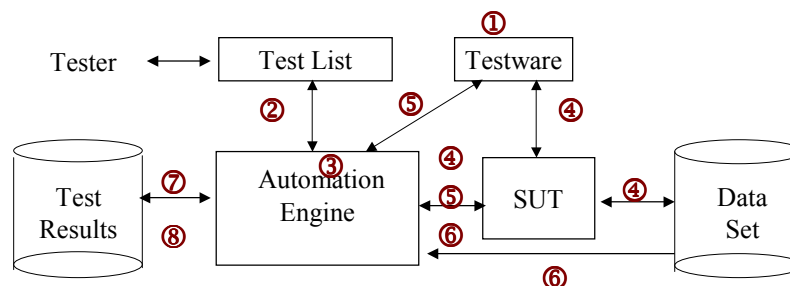 ①
Tester
Test List
Testware
②
⑤
④
③
④
Test
Results
⑦
⑧
Automation
Engine
⑤
⑥
SUT
④
Data
Set
⑥